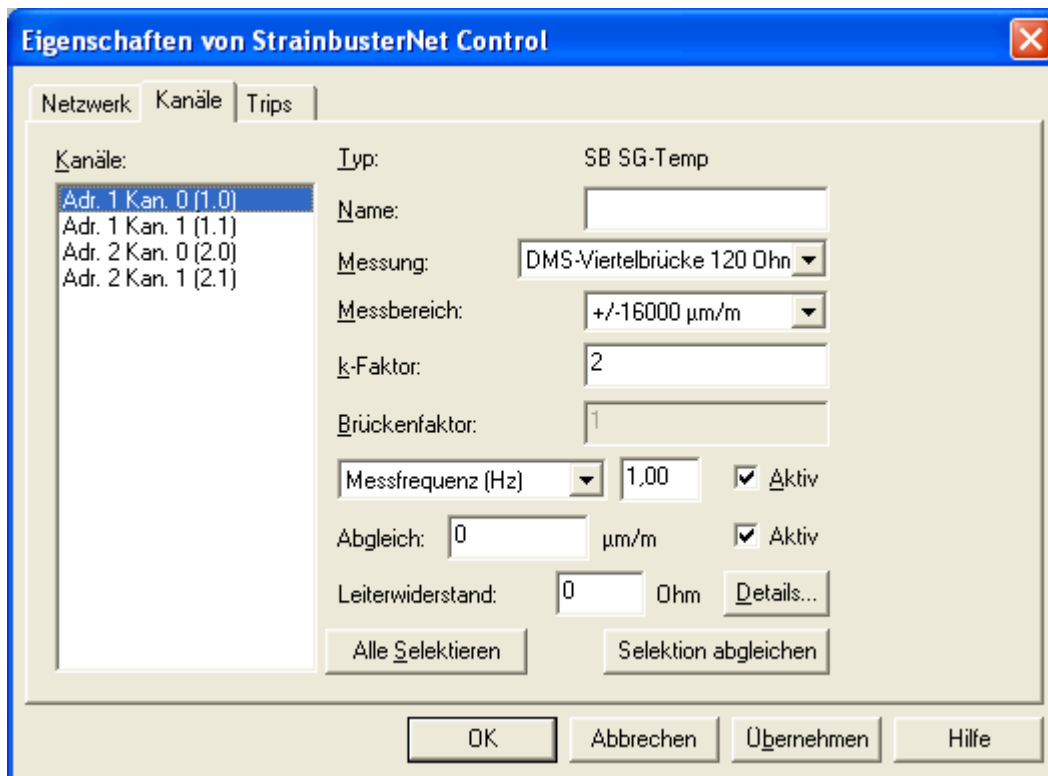 Eigenschaften von StrainbusterNet Control
Netzwerk Kanäle Trips
Kanäle:
Adr. 1 Kan. 0 (1.0)
Adr. 1 Kan. 1 (1.1)
Adr. 2 Kan. 0 (2.0)
Adr. 2 Kan. 1 (2.1)
Typ: SB SG-Temp
Name:
Messung: DMS-Viertelbrücke 120 Ohm
Messbereich: +/-16000 µm/m
k-Faktor: 2
Brückenfaktor: 1
Messfrequenz (Hz) 1,00 Aktiv
Abgleich: 0 µm/m Aktiv
Leiterwiderstand: 0 Ohm Details...
Alle Selektieren Selektion abgleichen
OK Abbrechen Übernehmen Hilfe